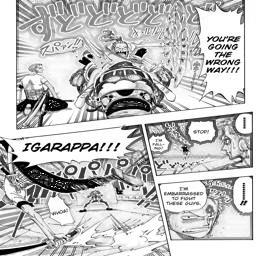 YOU'RE
GOING
THE
WRONG
WAY!!!
STOP!
I'M
FALL-
ING!
IGARAPPA!!!
WHOA!
I'M
EMBARRASSED
TO FIGHT
THESE GUYS.